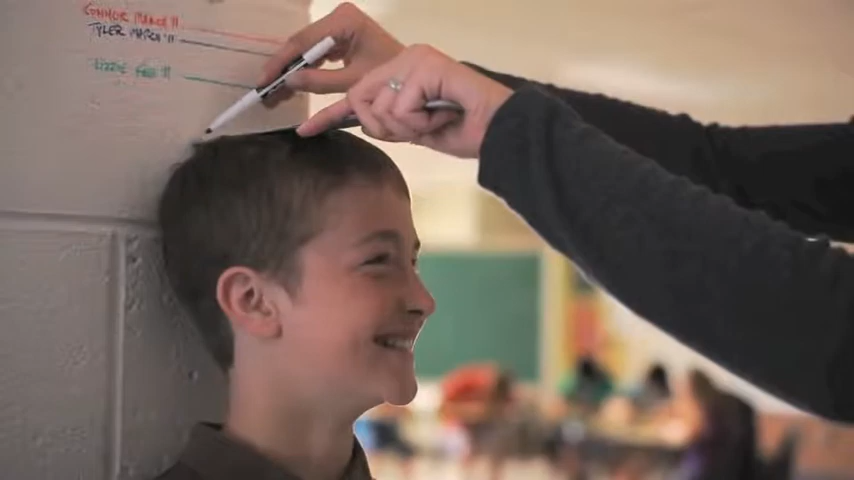 CONNOR MARCH 11
TYLER MARCH '11
LIZZIE FEB 11